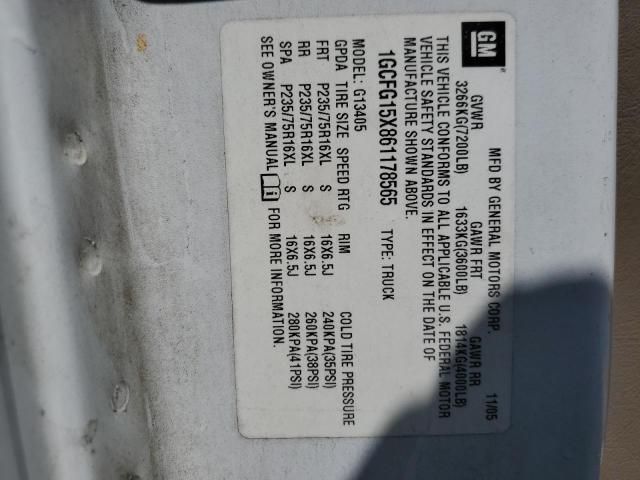 GM
MFD BY GENERAL MOTORS CORP. 11/05
GVWR GAWR FRT GAWR RR
3266KG(7200LB) 1633KG(3600LB) 1814KG(4000LB)
THIS VEHICLE CONFORMS TO ALL APPLICABLE U.S. FEDERAL MOTOR
VEHICLE SAFETY STANDARDS IN EFFECT ON THE DATE OF
MANUFACTURE SHOWN ABOVE.
1GCFG15X861178565 TYPE: TRUCK
MODEL: G13405
GPDA TIRE SIZE SPEED RTG RIM COLD TIRE PRESSURE
FRT P235/75R16XL S 16X6.5J 240KPA(35PSI)
RR P235/75R16XL S 16X6.5J 260KPA(38PSI)
SPA P235/75R16XL S 16X6.5J 280KPA(41PSI)
SEE OWNER'S MANUAL FOR MORE INFORMATION.